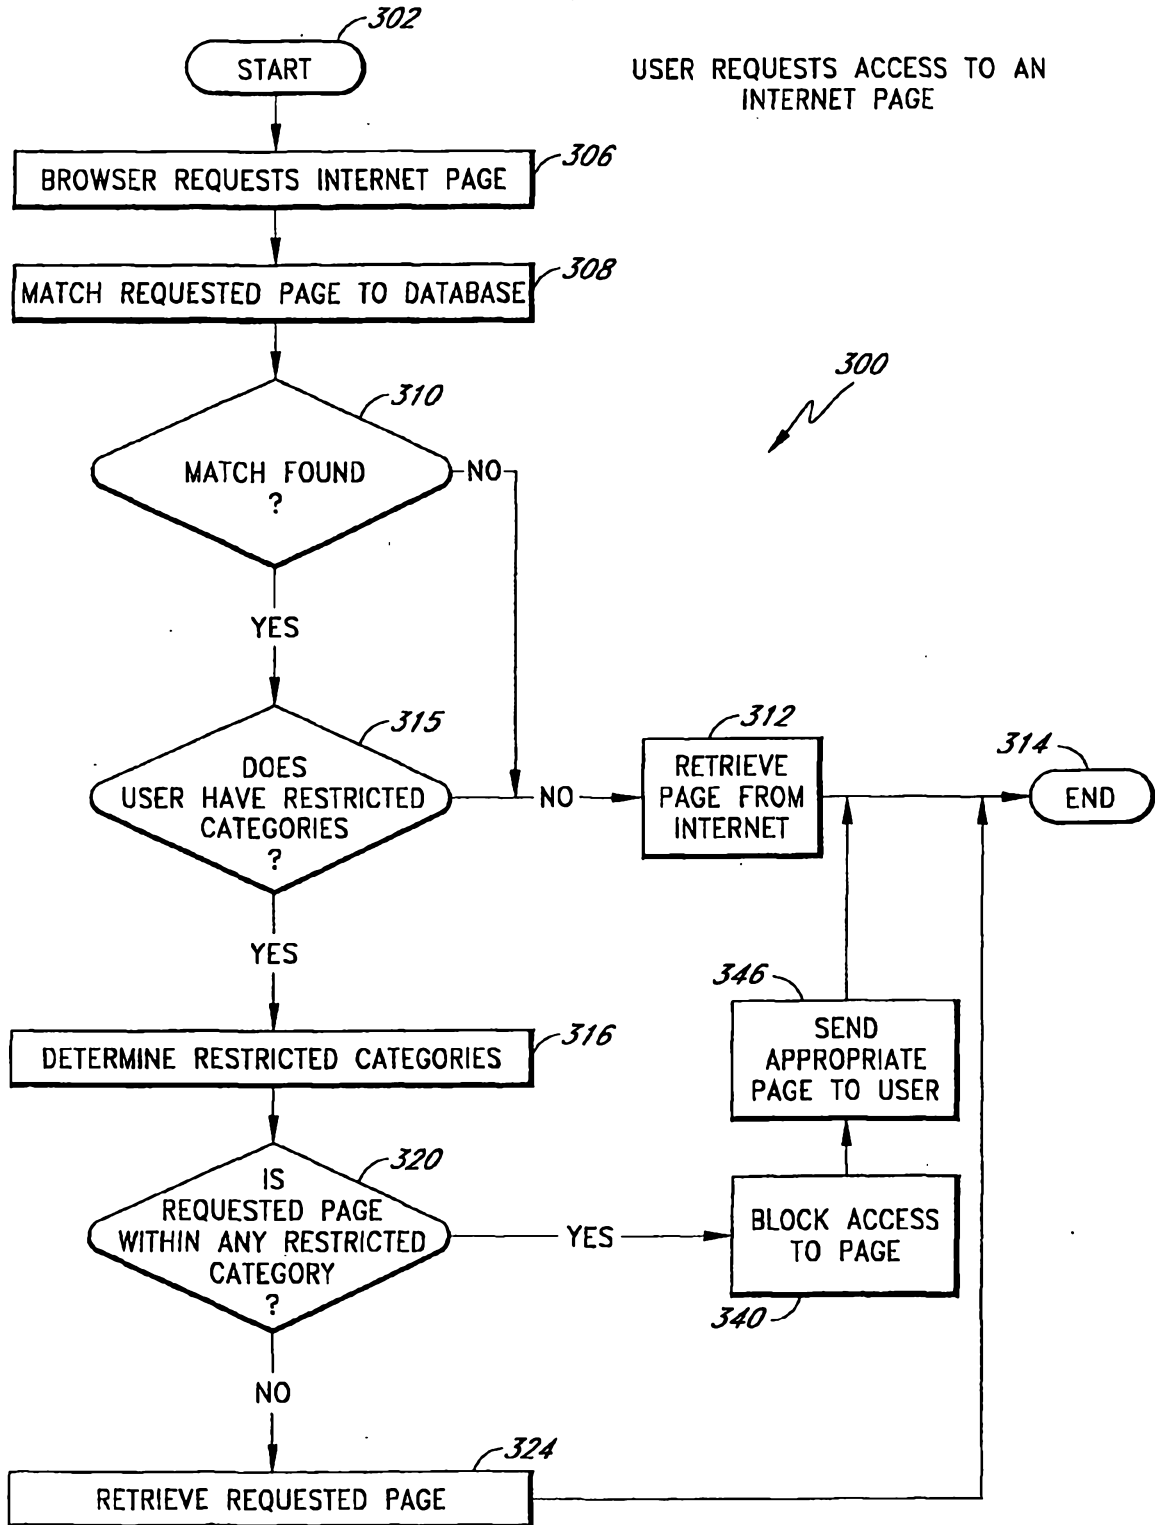 302
START
USER REQUESTS ACCESS TO AN
INTERNET PAGE
306
BROWSER REQUESTS INTERNET PAGE
308
MATCH REQUESTED PAGE TO DATABASE
300
310
MATCH FOUND
?
NO
YES
315
DOES
USER HAVE RESTRICTED
CATEGORIES
?
NO
312
RETRIEVE
PAGE FROM
INTERNET
314
END
YES
316
DETERMINE RESTRICTED CATEGORIES
346
SEND
APPROPRIATE
PAGE TO USER
320
IS
REQUESTED PAGE
WITHIN ANY RESTRICTED
CATEGORY
?
YES
BLOCK ACCESS
TO PAGE
340
NO
324
RETRIEVE REQUESTED PAGE